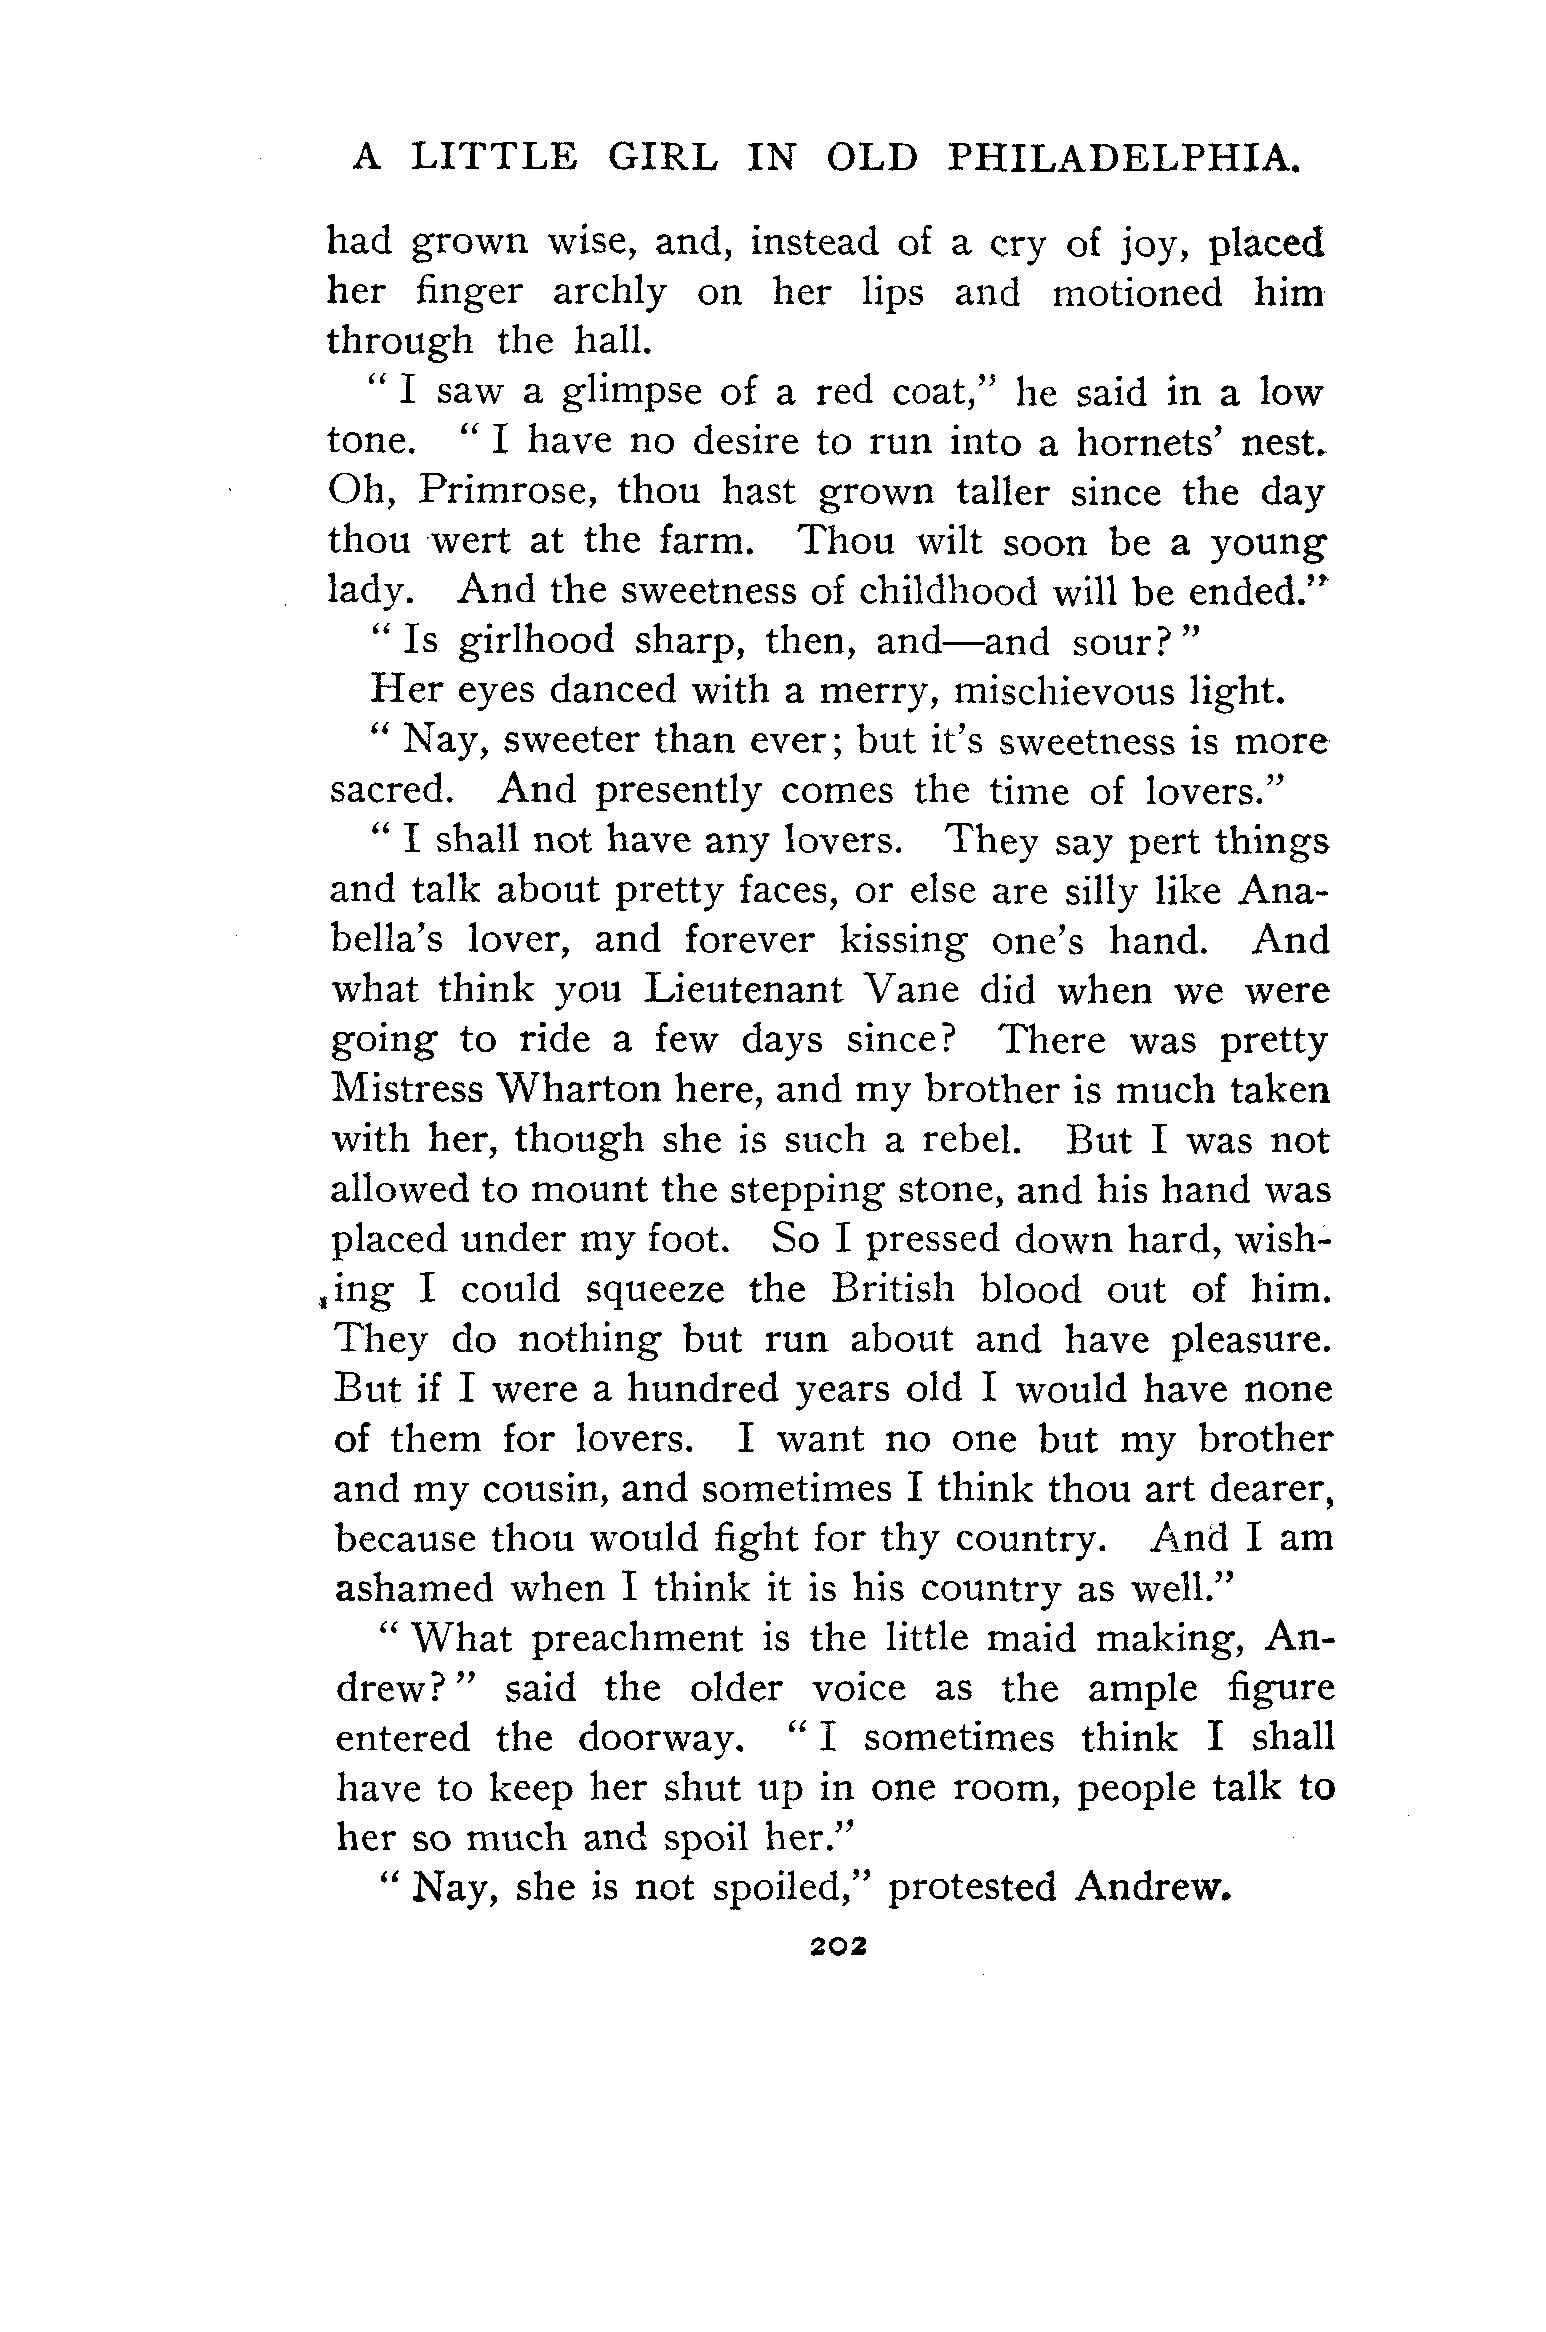 A LITTLE GIRL IN OLD PHILADELPHIA.
had grown wise, and, instead of a cry of joy, placed
her finger archly on her lips and motioned him
through the hall.
“ I saw a glimpse of a red coat,” he said in a low
tone. “ I have no desire to run into a hornets’ nest.
Oh, Primrose, thou hast grown taller since the day
thou wert at the farm. Thou wilt soon be a young
lady. And the sweetness of childhood will be ended.”
“ Is girlhood sharp, then, and—and sour? ”
Her eyes danced with a merry, mischievous light.
“ Nay, sweeter than ever; but it’s sweetness is more
sacred. And presently comes the time of lovers.”
“ I shall not have any lovers. They say pert things
and talk about pretty faces, or else are silly like Ana-
bella’s lover, and forever kissing one’s hand. And
what think you Lieutenant Vane did when we were
going to ride a few days since? There was pretty
Mistress Wharton here, and my brother is much taken
with her, though she is such a rebel. But I was not
allowed to mount the stepping stone, and his hand was
placed under my foot. So I pressed down hard, wish-
ing I could squeeze the British blood out of him.
They do nothing but run about and have pleasure.
But if I were a hundred years old I would have none
of them for lovers. I want no one but my brother
and my cousin, and sometimes I think thou art dearer,
because thou would fight for thy country. And I am
ashamed when I think it is his country as well.”
“ What preachment is the little maid making, An-
drew? ” said the older voice as the ample figure
entered the doorway. “ I sometimes think I shall
have to keep her shut up in one room, people talk to
her so much and spoil her.”
“ Nay, she is not spoiled,” protested Andrew.
202